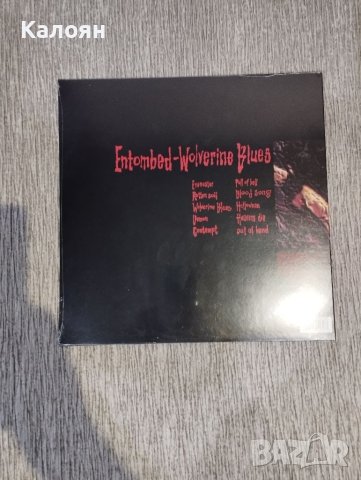 Калоян
Entombed-Wolverine Blues
Eyemaster
Rotten soil
Wolverine Blues
Demon
Contempt
Full of hell
Blood Song
Hollowman
Heavens die
Out of hand
BAZAR